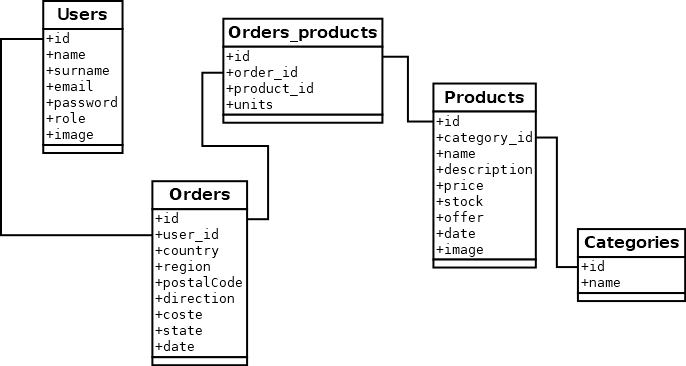 Users
+id
+name
+surname
+email
+password
+role
+image
Orders_products
+id
+order_id
+product_id
+units
Products
+id
+category_id
+name
+description
+price
+stock
+offer
+date
+image
Orders
+id
+user_id
+country
+region
+postalCode
+direction
+coste
+state
+date
Categories
+id
+name